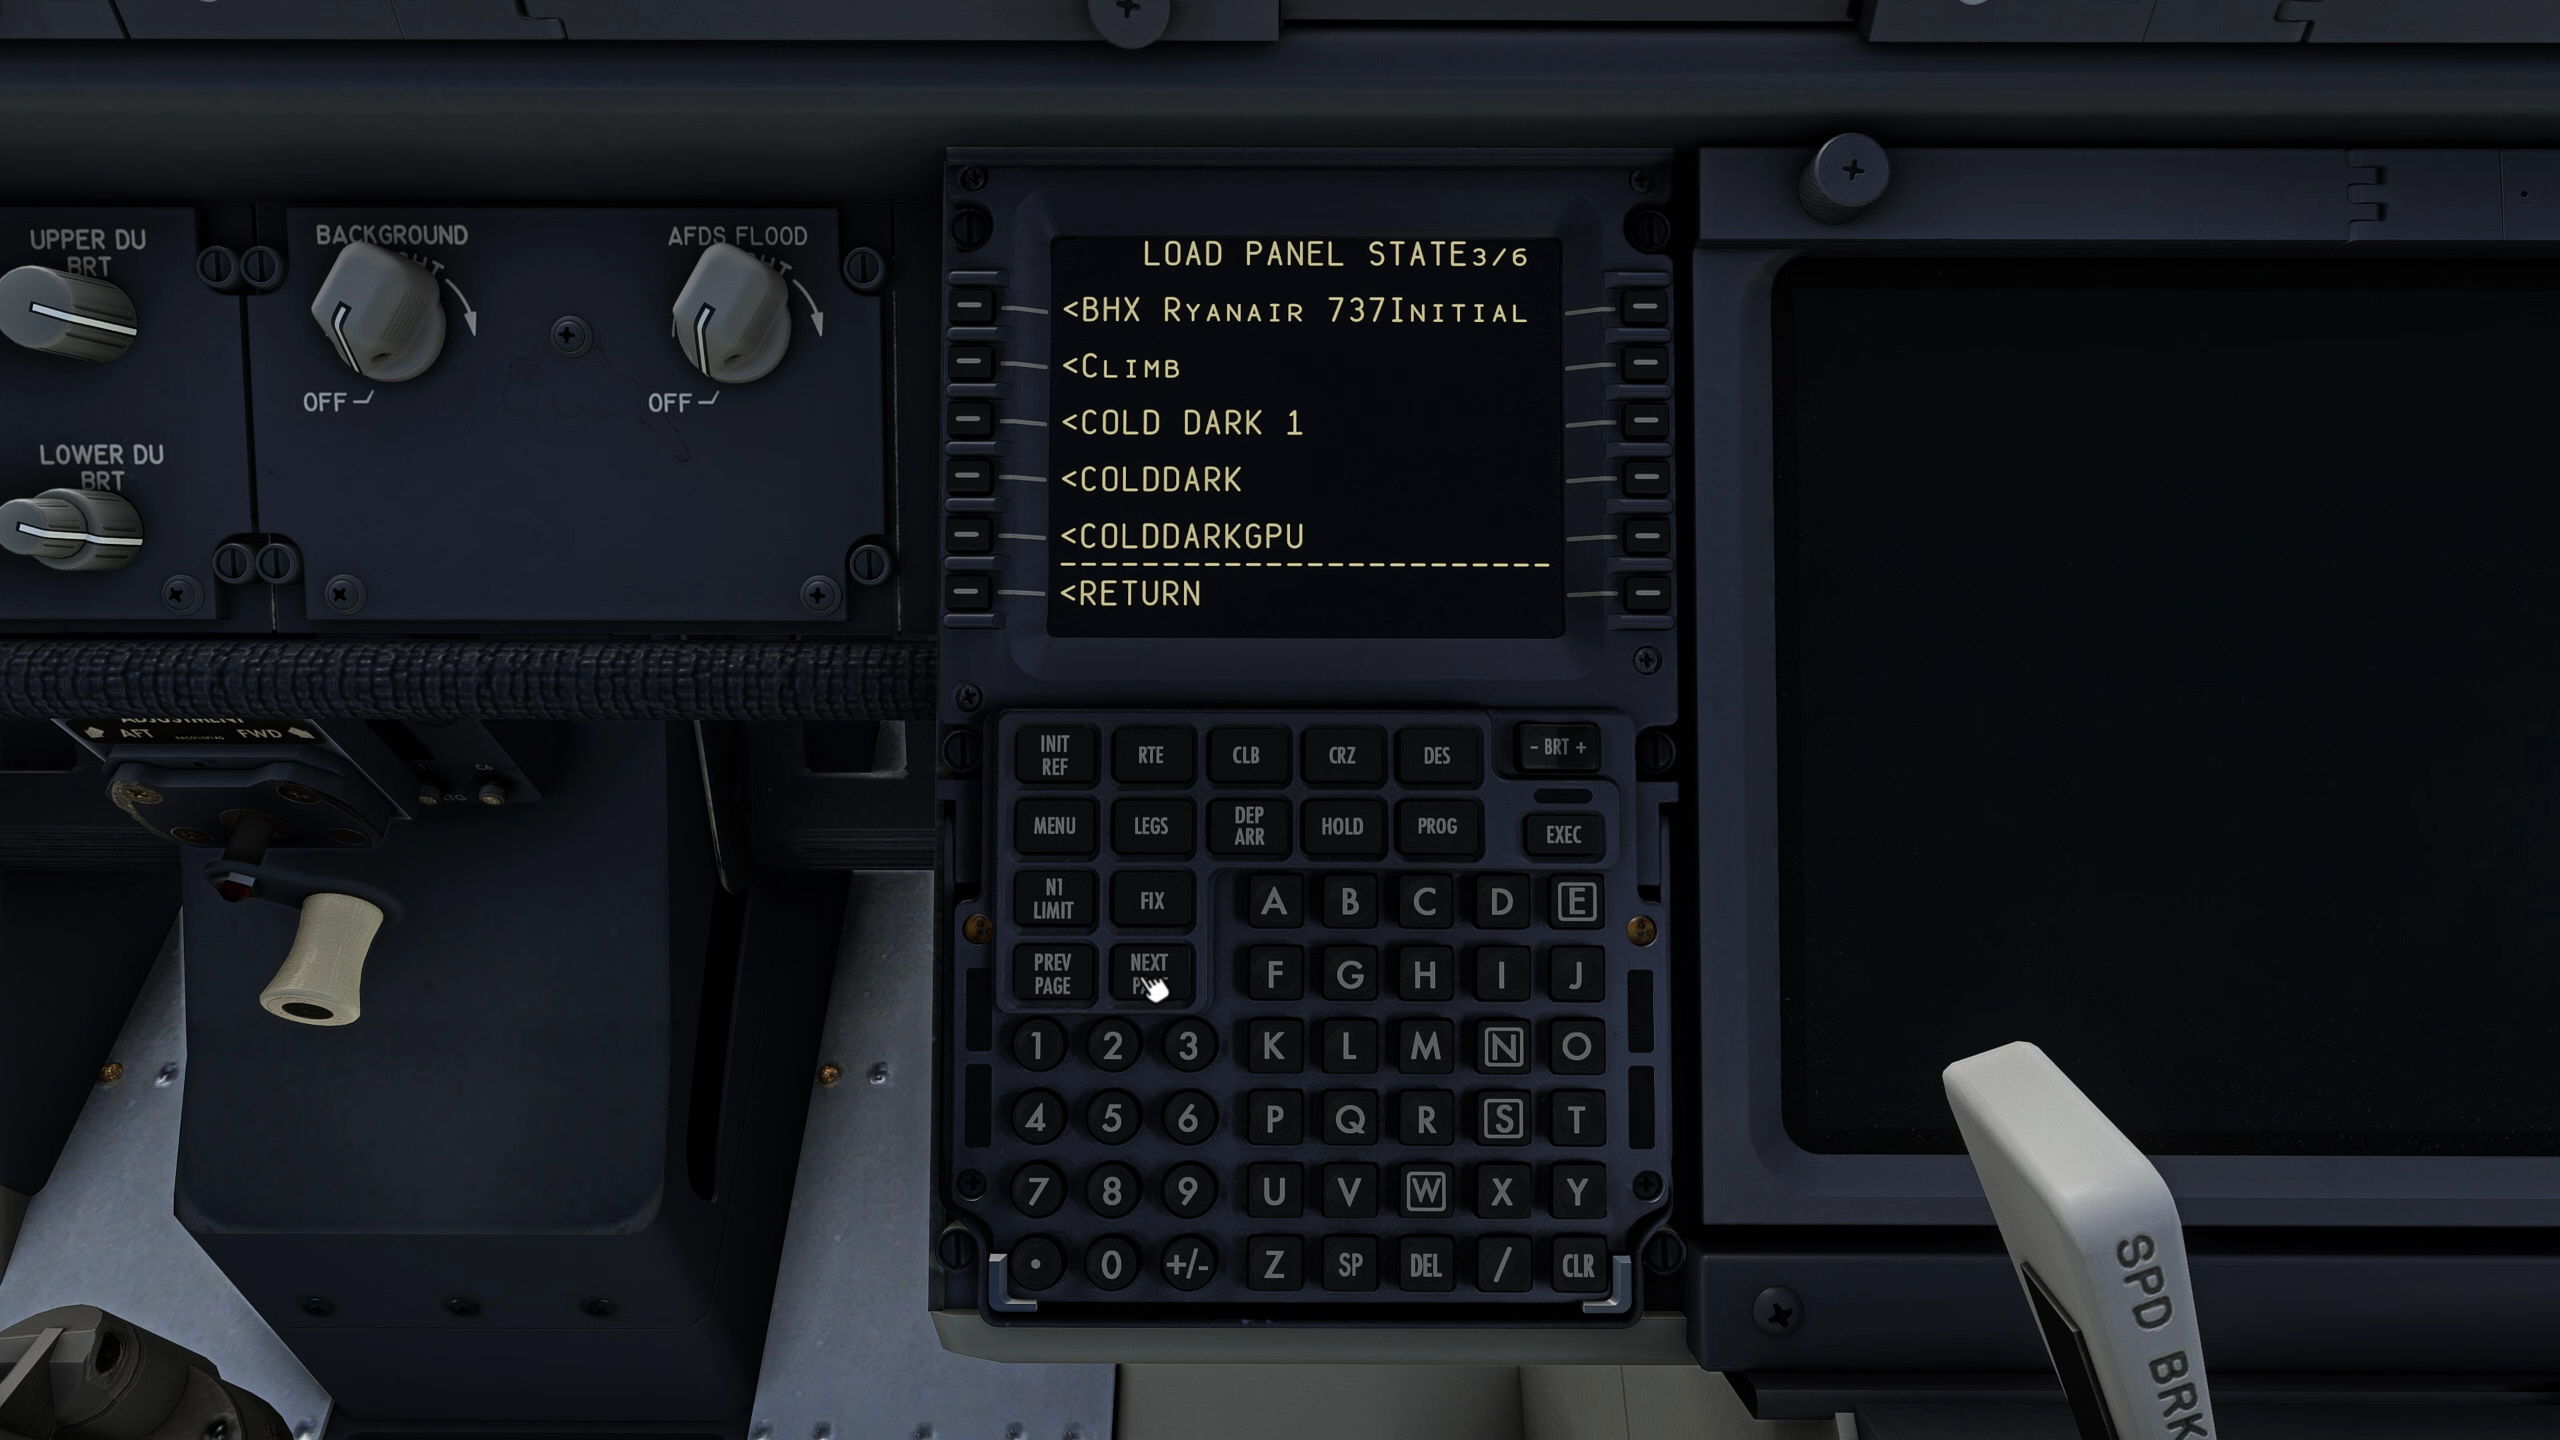 UPPER DU
BRT
BACKGROUND
OFF
AFDS FLOOD
OFF
LOWER DU
BRT
LOAD PANEL STATE3/6
<BHX Ryanair 737Initial
<Climb
<COLD DARK 1
<COLDDARK
<COLDDARKGPU
------------------------
<RETURN
AFT FWD
INIT REF
RTE
CLB
CRZ
DES
- BRT +
MENU
LEGS
DEP ARR
HOLD
PROG
EXEC
N1 LIMIT
FIX
A B C D E
PREV PAGE
NEXT
F G H I J
1 2 3 K L M N O
4 5 6 P Q R S T
7 8 9 U V W X Y
. 0 +/- Z SP DEL / CLR
SPD BRK